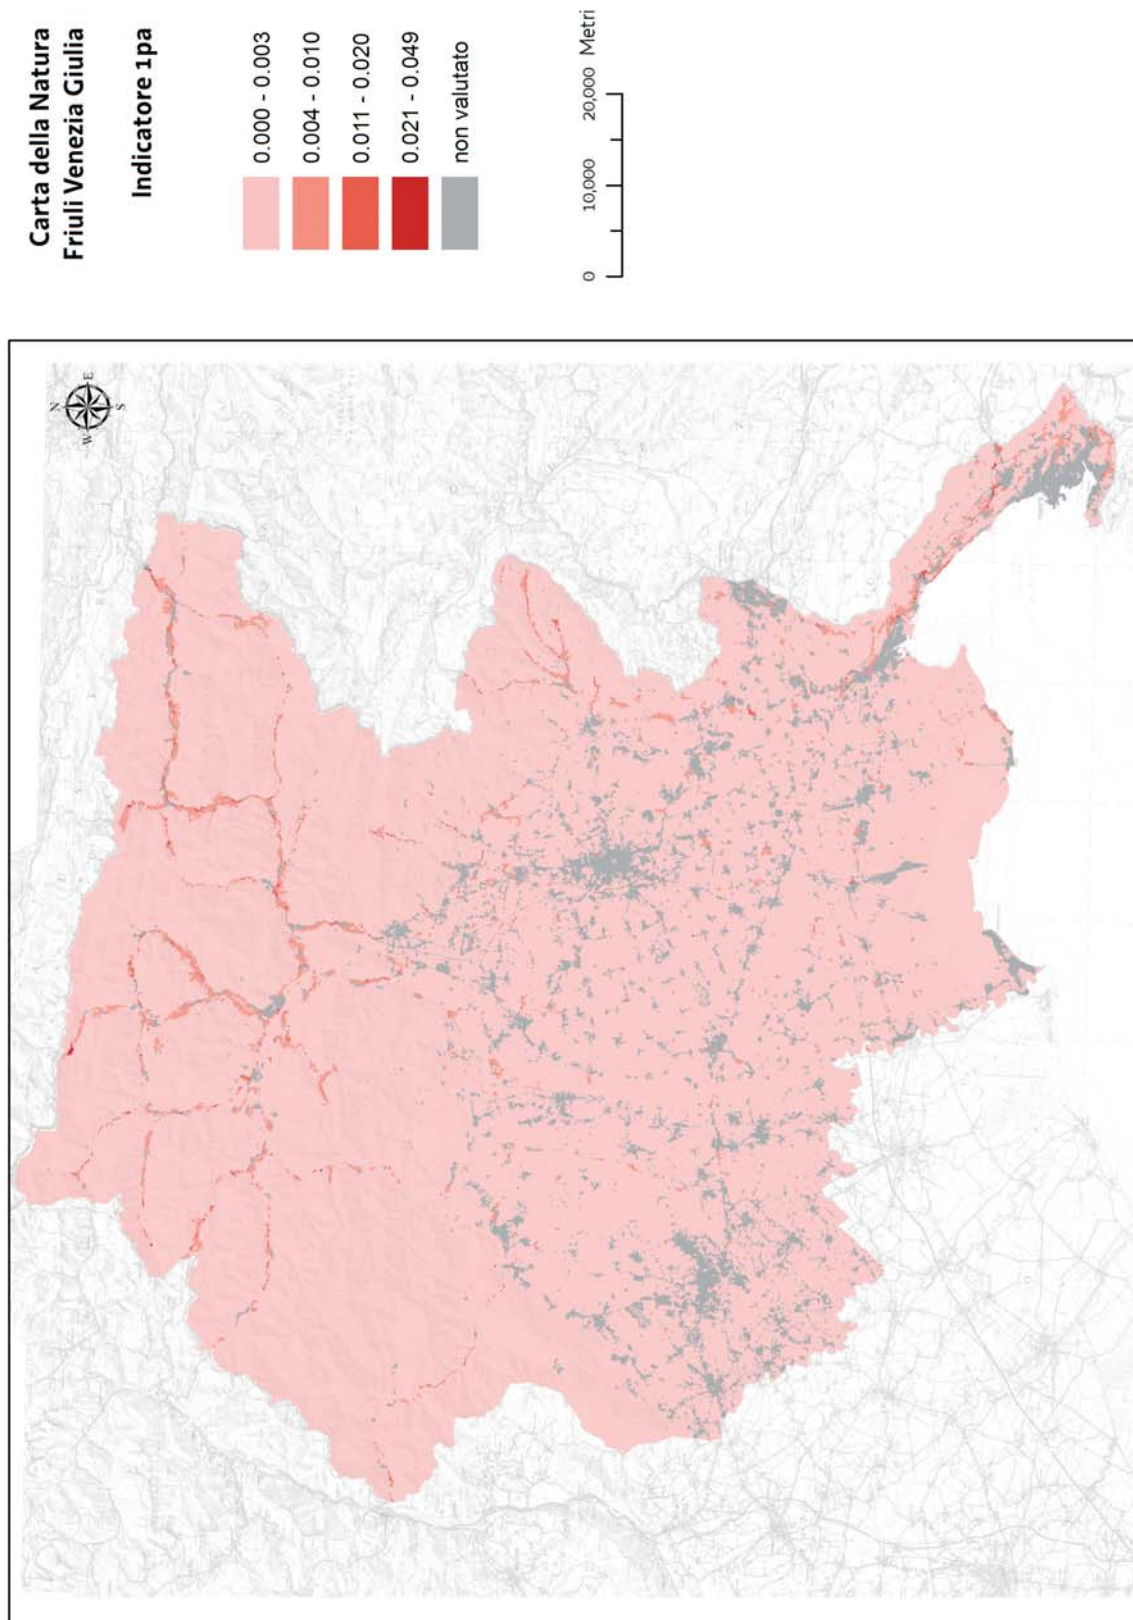 Carta della Natura
Friuli Venezia Giulia
Indicatore 1pa
0.000 - 0.003
0.004 - 0.010
0.011 - 0.020
0.021 - 0.049
non valutato
0 10,000 20,000 Metri
N
W E
S